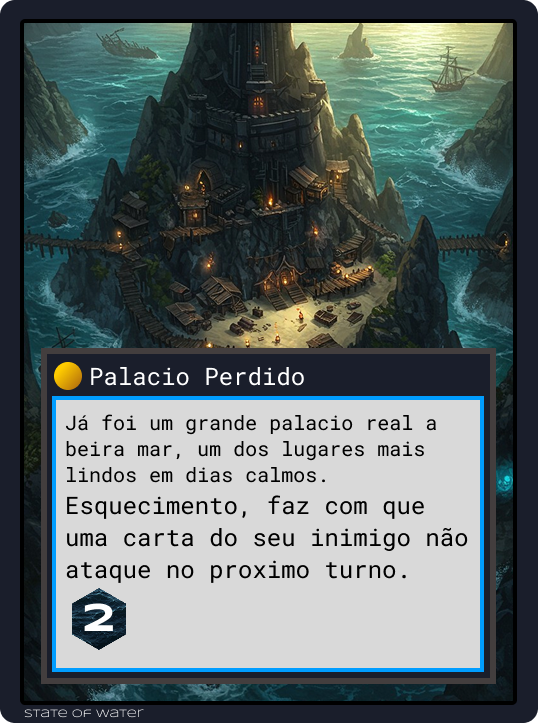 Palacio Perdido
Já foi um grande palacio real a
beira mar, um dos lugares mais
lindos em dias calmos.
Esquecimento, faz com que
uma carta do seu inimigo não
ataque no proximo turno.
2
STATE OF WATER